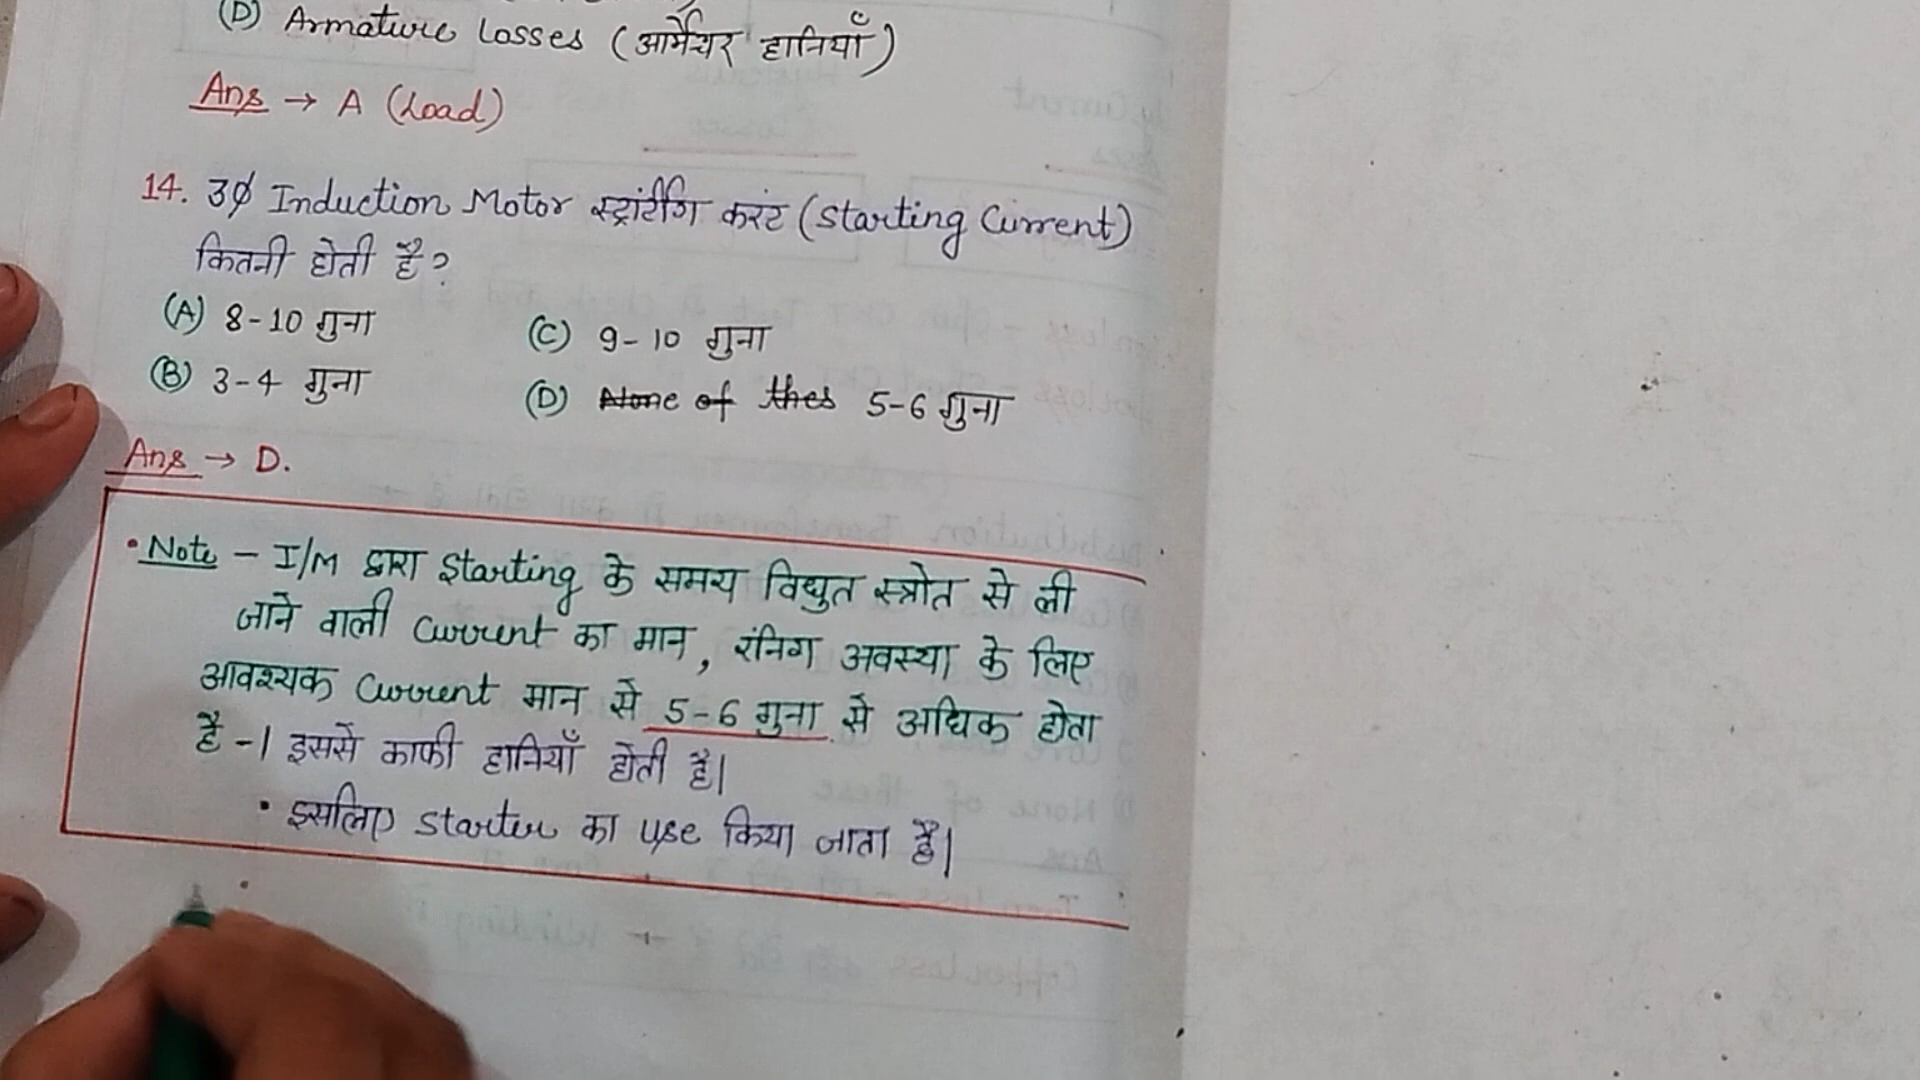 (D) Armature Losses (आर्मेचर हानियाँ)
Ans → A (Load)
14. 3ϕ Induction Motor स्ट्रांर्टिग करंट (Starting Current)
कितनी होती है?
(A) 8-10 गुना
(C) 9-10 गुना
(B) 3-4 गुना
(D) None of thes 5-6 गुना
Ans → D.
• Note - I/M द्वारा Starting के समय विधुत स्त्रोत से ली
जाने वाली Current का मान, रंनिग अवस्था के लिए
आवश्यक Current मान से 5-6 गुना से अधिक होता
है -। इससे काफी हानियाँ होती है।
• इसलिए starter का use किया जाता है।